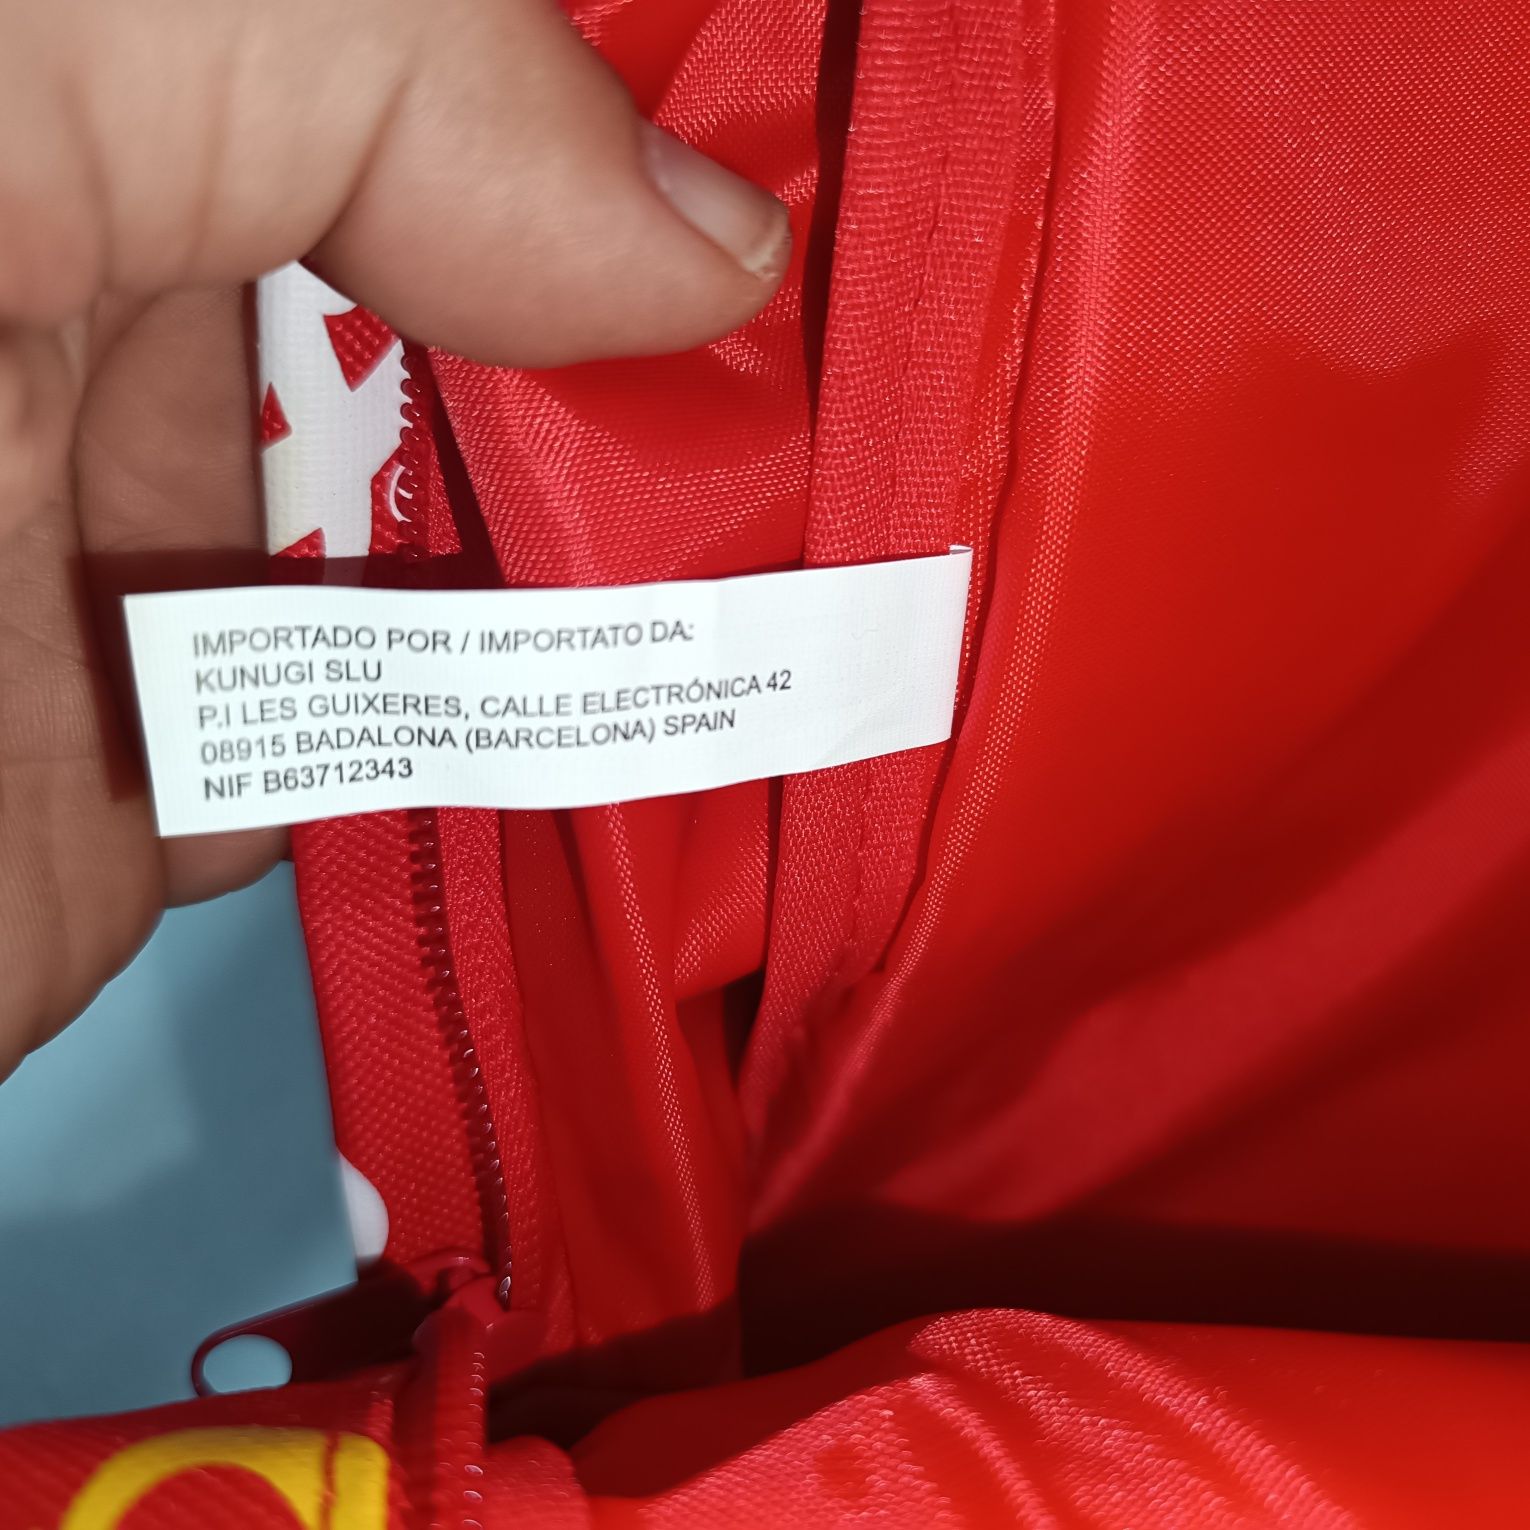 IMPORTADO POR / IMPORTATO DA:
KUNUGI SLU
P.I LES GUIXERES, CALLE ELECTRÓNICA 42
08915 BADALONA (BARCELONA) SPAIN
NIF B63712343